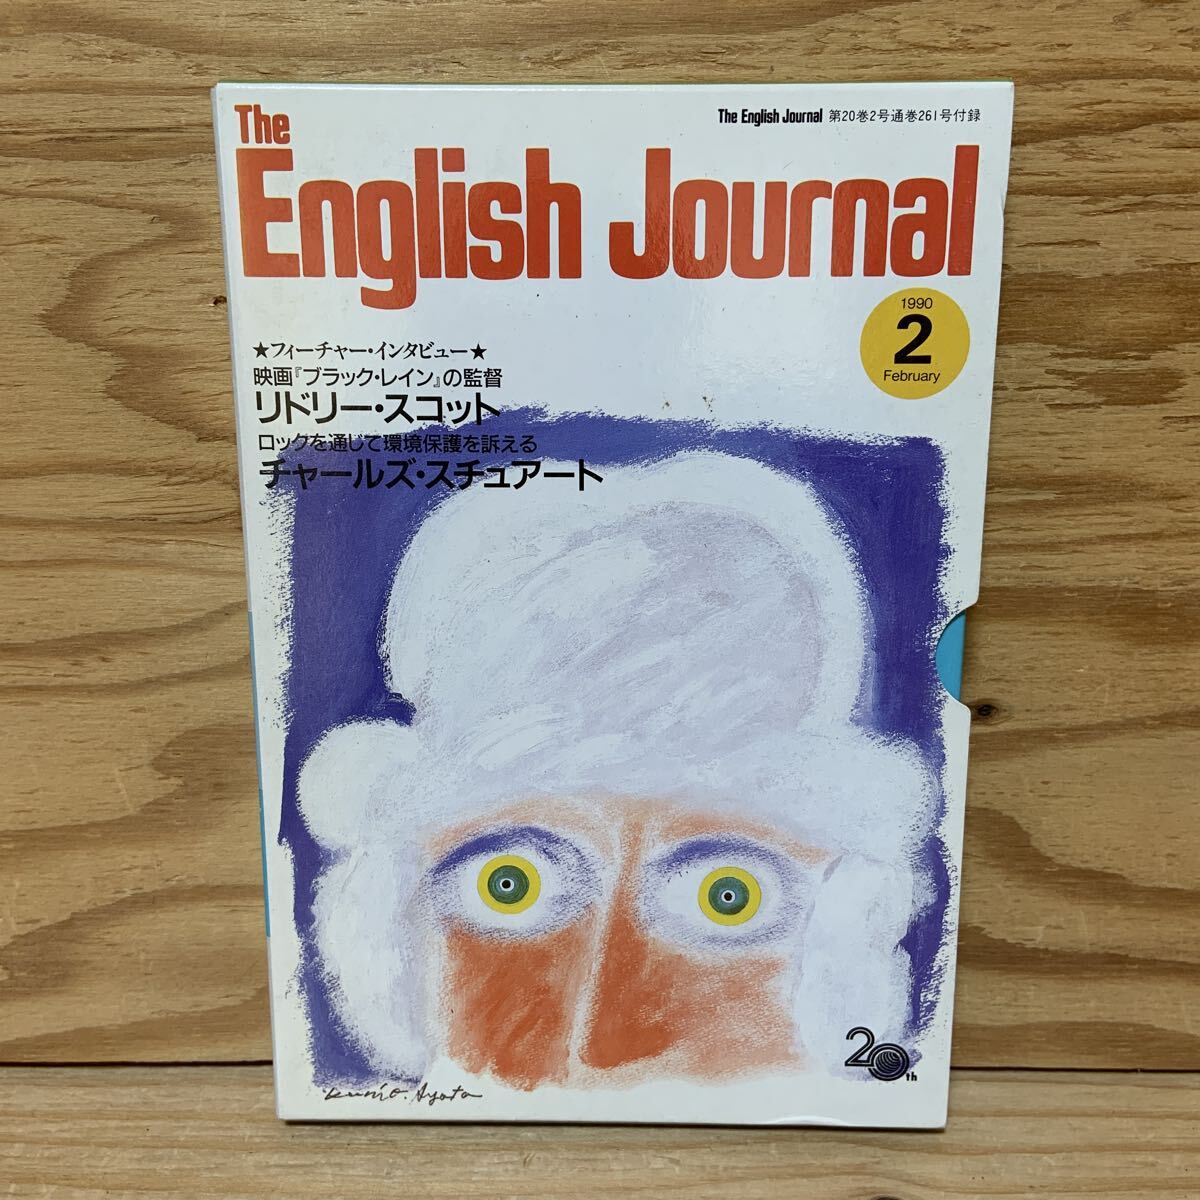 The English Journal 第20巻2号通巻261号付録
The
English Journal
1990
2
February
★フィーチャー・インタビュー★
映画『ブラック・レイン』の監督
リドリー・スコット
ロックを通じて環境保護を訴える
チャールズ・スチュアート
20th